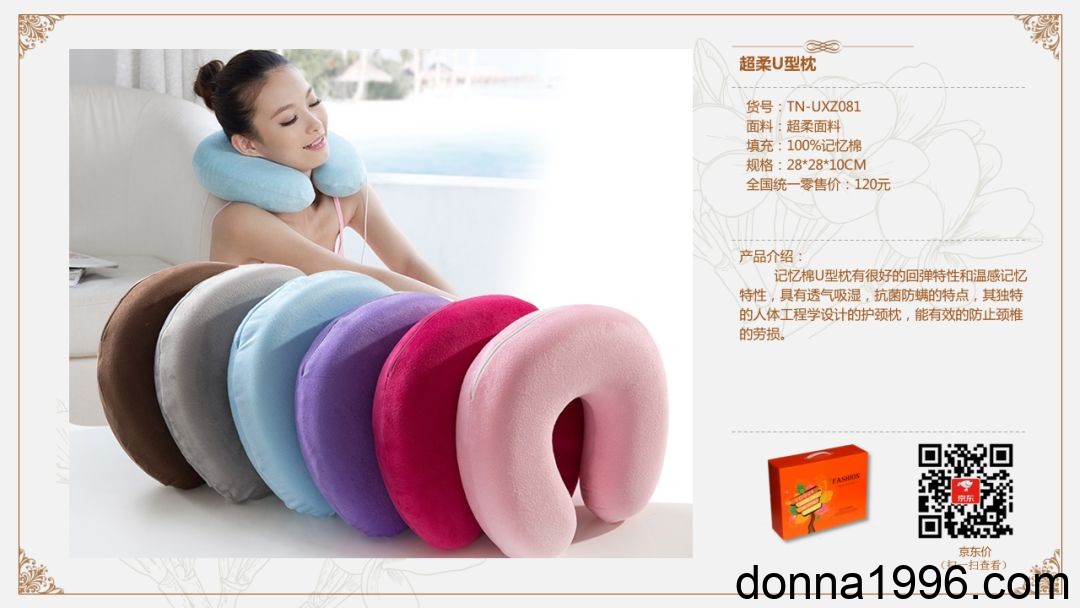 超柔U型枕
货号：TN-UXZ081
面料：超柔面料
填充：100%记忆棉
规格：28*28*10CM
全国统一零售价：120元
产品介绍：
记忆棉U型枕有很好的回弹特性和温感记忆
特性，具有透气吸湿，抗菌防螨的特点，其独特
的人体工程学设计的护颈枕，能有效的防止颈椎
的劳损。
FASHION
京东
京东价
（扫一扫查看）
donna1996.com